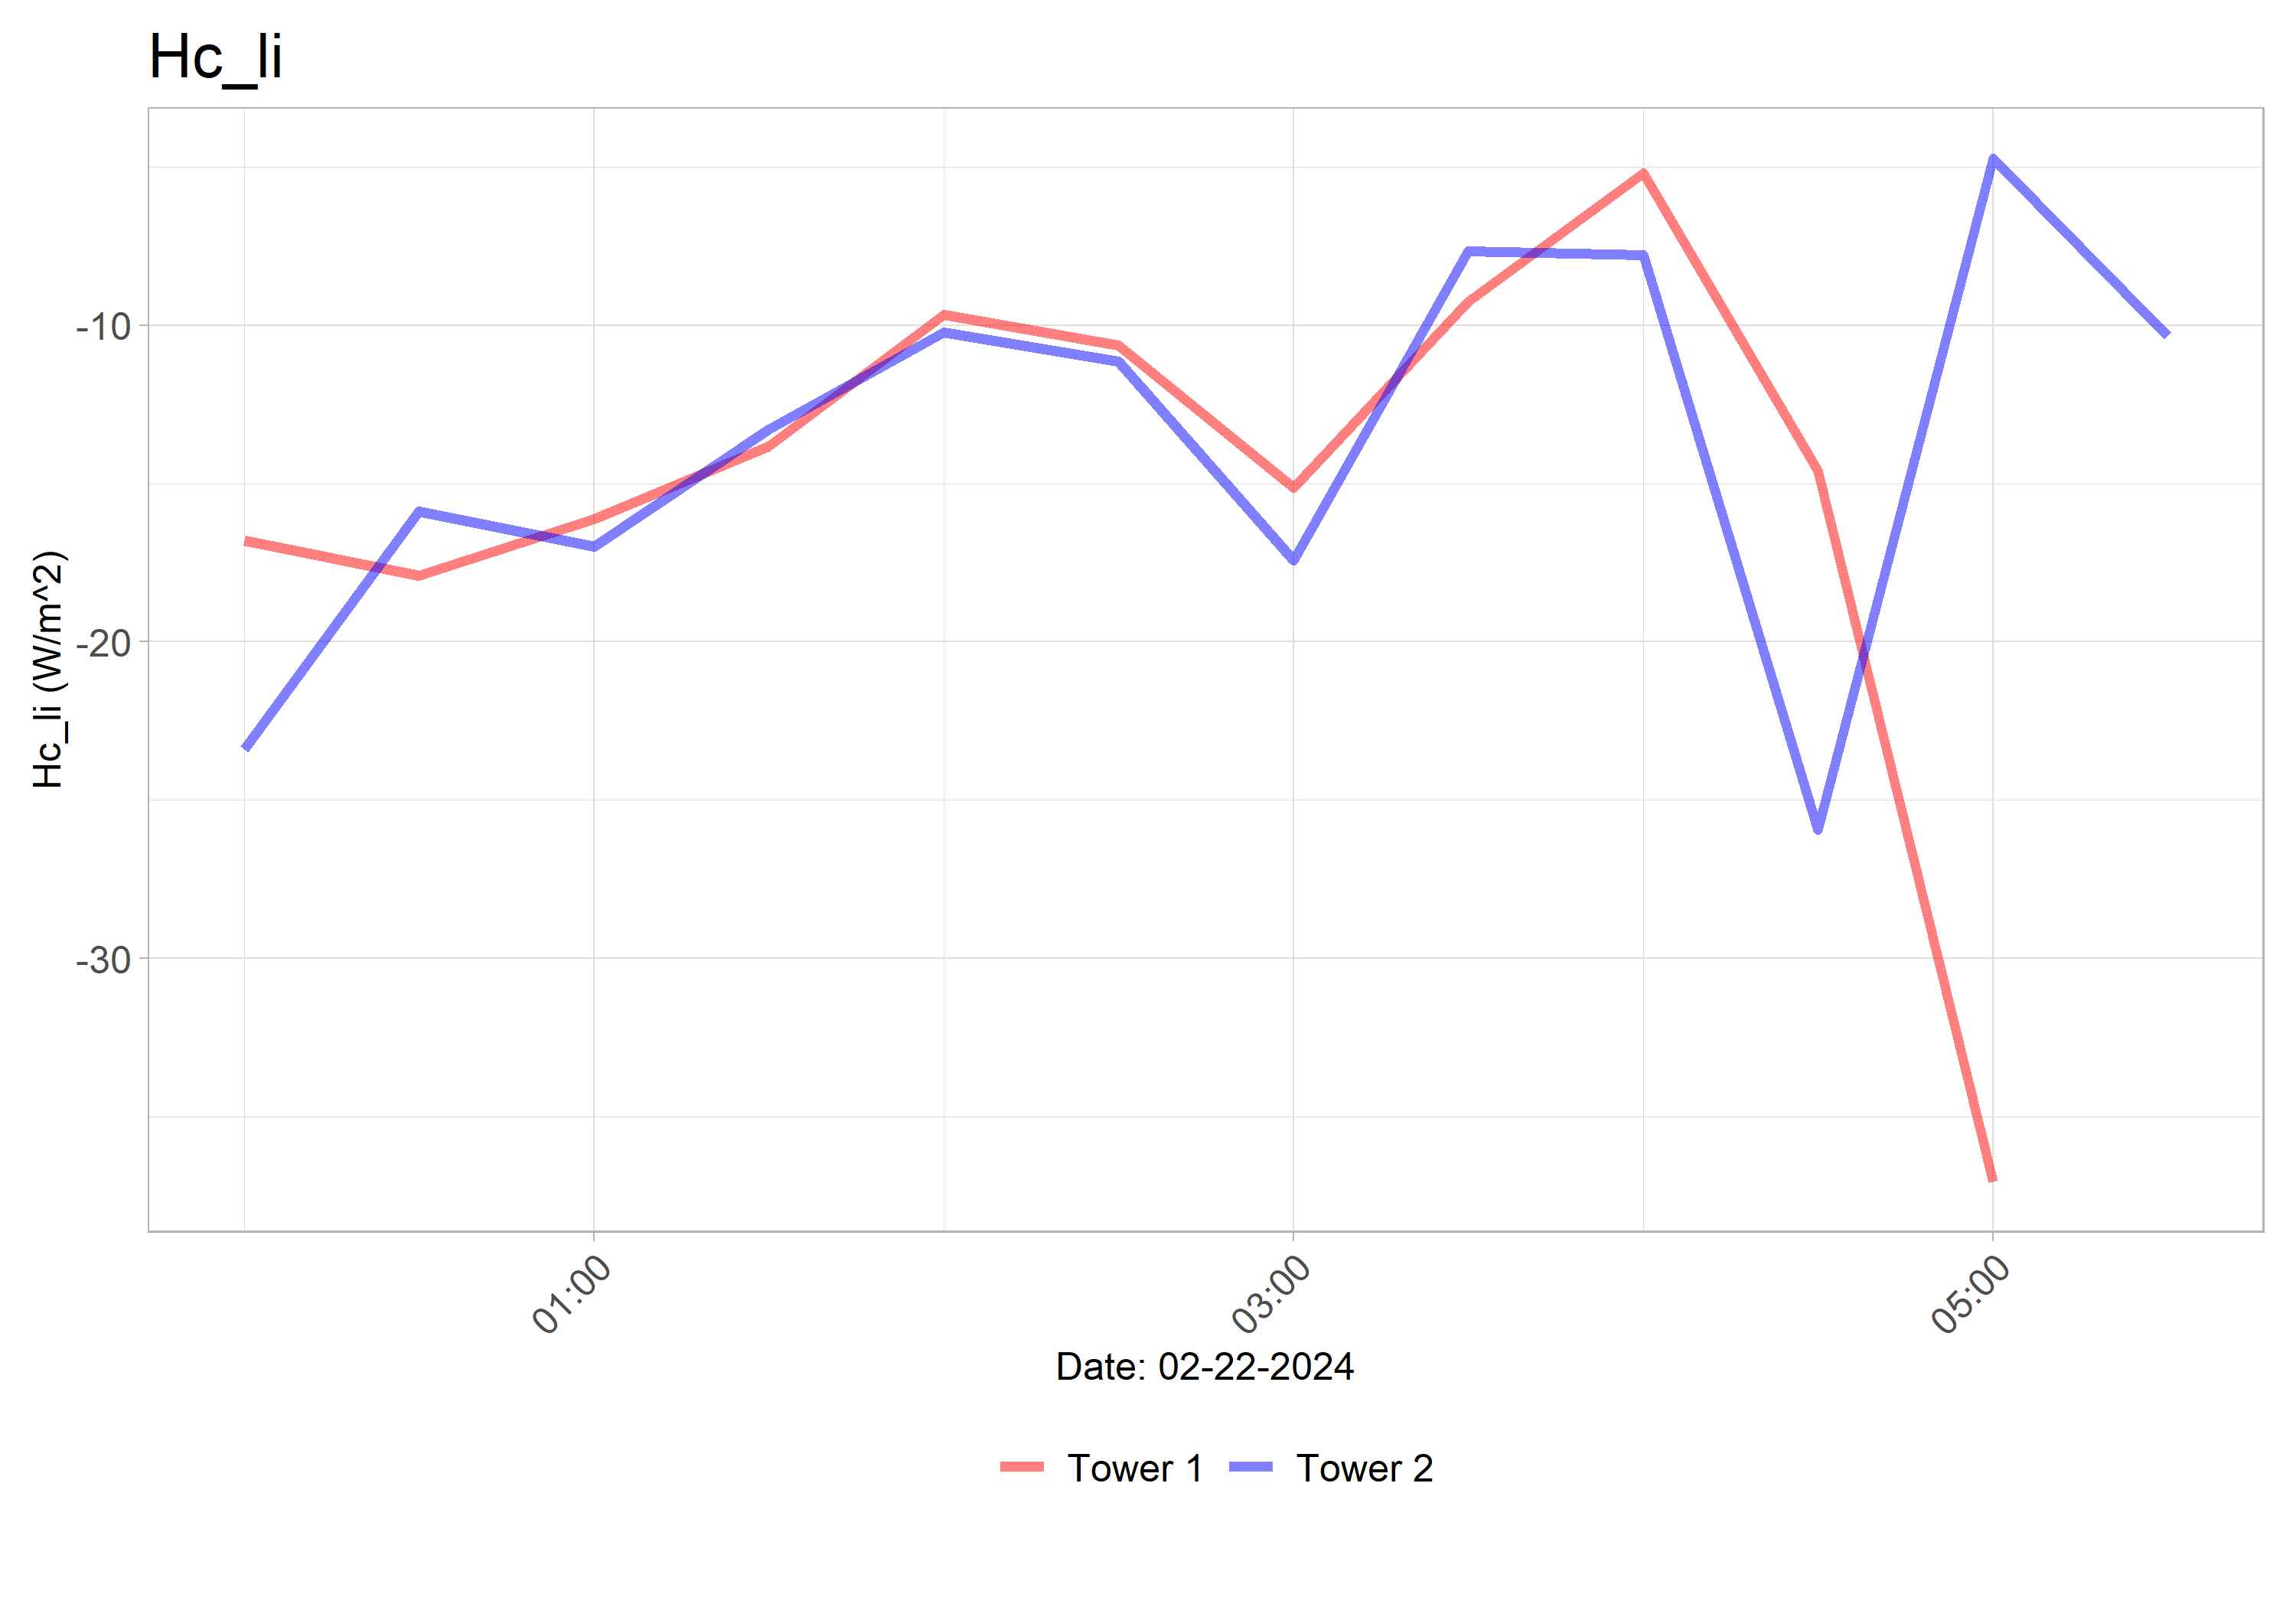 Hc_li
Hc_li (W/m^2)
-10
-20
-30
01:00
03:00
05:00
Date: 02-22-2024
Tower 1
Tower 2